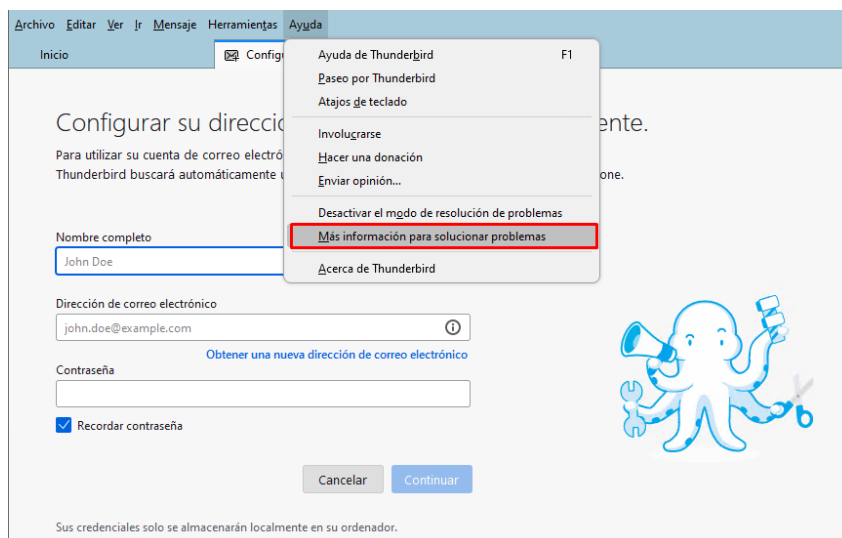 Archivo Editar Ver Ir Mensaje Herramientas Ayuda
Inicio
Config
Ayuda de Thunderbird F1
Paseo por Thunderbird
Atajos de teclado
Involucrarse
Hacer una donación
Enviar opinión...
Desactivar el modo de resolución de problemas
Más información para solucionar problemas
Acerca de Thunderbird
Configurar su direcci ente.
Para utilizar su cuenta de correo electró
Thunderbird buscará automáticamente one.
Nombre completo
John Doe
Dirección de correo electrónico
john.doe@example.com
Obtener una nueva dirección de correo electrónico
Contraseña
Recordar contraseña
Cancelar Continuar
Sus credenciales solo se almacenarán localmente en su ordenador.